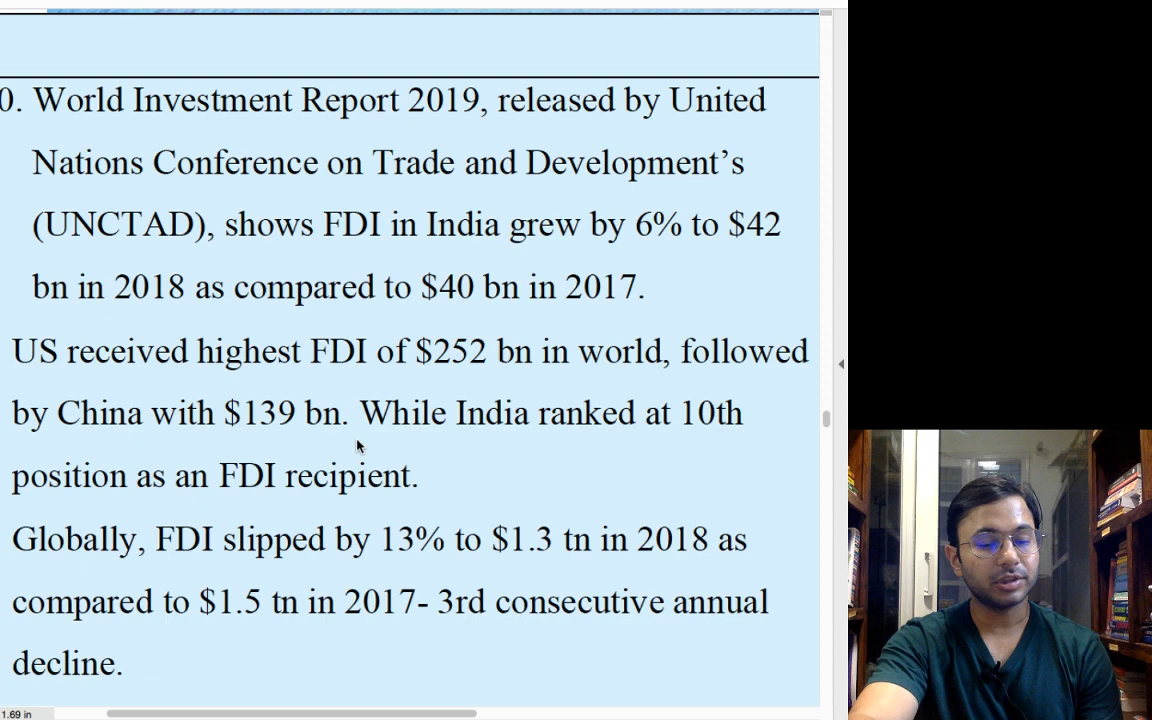 0. World Investment Report 2019, released by United
Nations Conference on Trade and Development’s
(UNCTAD), shows FDI in India grew by 6% to $42
bn in 2018 as compared to $40 bn in 2017.
US received highest FDI of $252 bn in world, followed
by China with $139 bn. While India ranked at 10th
position as an FDI recipient.
Globally, FDI slipped by 13% to $1.3 tn in 2018 as
compared to $1.5 tn in 2017- 3rd consecutive annual
decline.
1.69 in